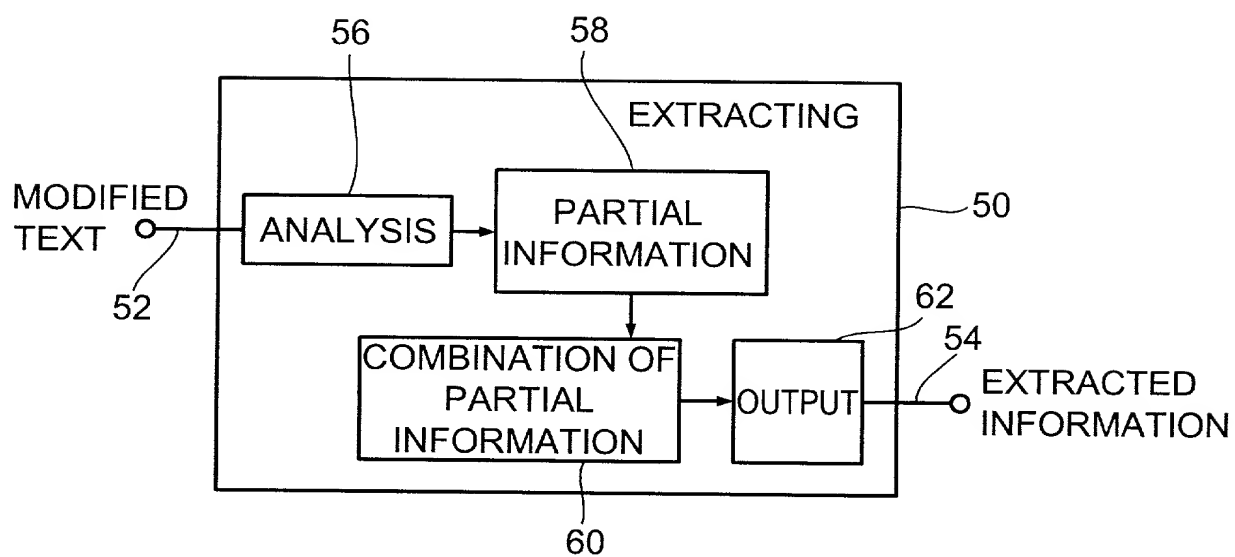 56
58
EXTRACTING
MODIFIED
TEXT
ANALYSIS
PARTIAL
INFORMATION
50
52
62
54
COMBINATION OF
PARTIAL
INFORMATION
OUTPUT
EXTRACTED
INFORMATION
60